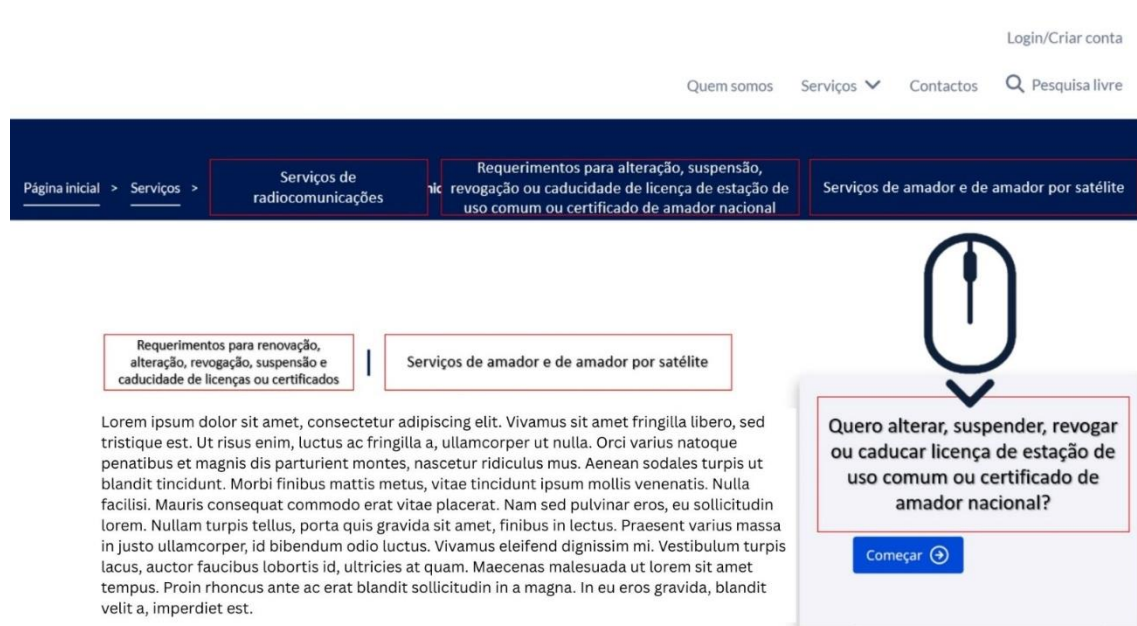 Login/Criar conta
Quem somos Serviços Contactos Pesquisa livre
Página inicial > Serviços >
Serviços de
radiocomunicações
Requerimentos para alteração, suspensão,
revogação ou caducidade de licença de estação de
uso comum ou certificado de amador nacional
Serviços de amador e de amador por satélite
Requerimentos para renovação,
alteração, revogação, suspensão e
caducidade de licenças ou certificados
Serviços de amador e de amador por satélite
Lorem ipsum dolor sit amet, consectetur adipiscing elit. Vivamus sit amet fringilla libero, sed
tristique est. Ut risus enim, luctus ac fringilla a, ullamcorper ut nulla. Orci varius natoque
penatibus et magnis dis parturient montes, nascetur ridiculus mus. Aenean sodales turpis ut
blandit tincidunt. Morbi finibus mattis metus, vitae tincidunt ipsum mollis venenatis. Nulla
facilisi. Mauris consequat commodo erat vitae placerat. Nam sed pulvinar eros, eu sollicitudin
lorem. Nullam turpis tellus, porta quis gravida sit amet, finibus in lectus. Praesent varius massa
in justo ullamcorper, id bibendum odio luctus. Vivamus eleifend dignissim mi. Vestibulum turpis
lacus, auctor faucibus lobortis id, ultricies at quam. Maecenas malesuada ut lorem sit amet
tempus. Proin rhoncus ante ac erat blandit sollicitudin in a magna. In eu eros gravida, blandit
velit a, imperdiet est.
Quero alterar, suspender, revogar
ou caducar licença de estação de
uso comum ou certificado de
amador nacional?
Começar